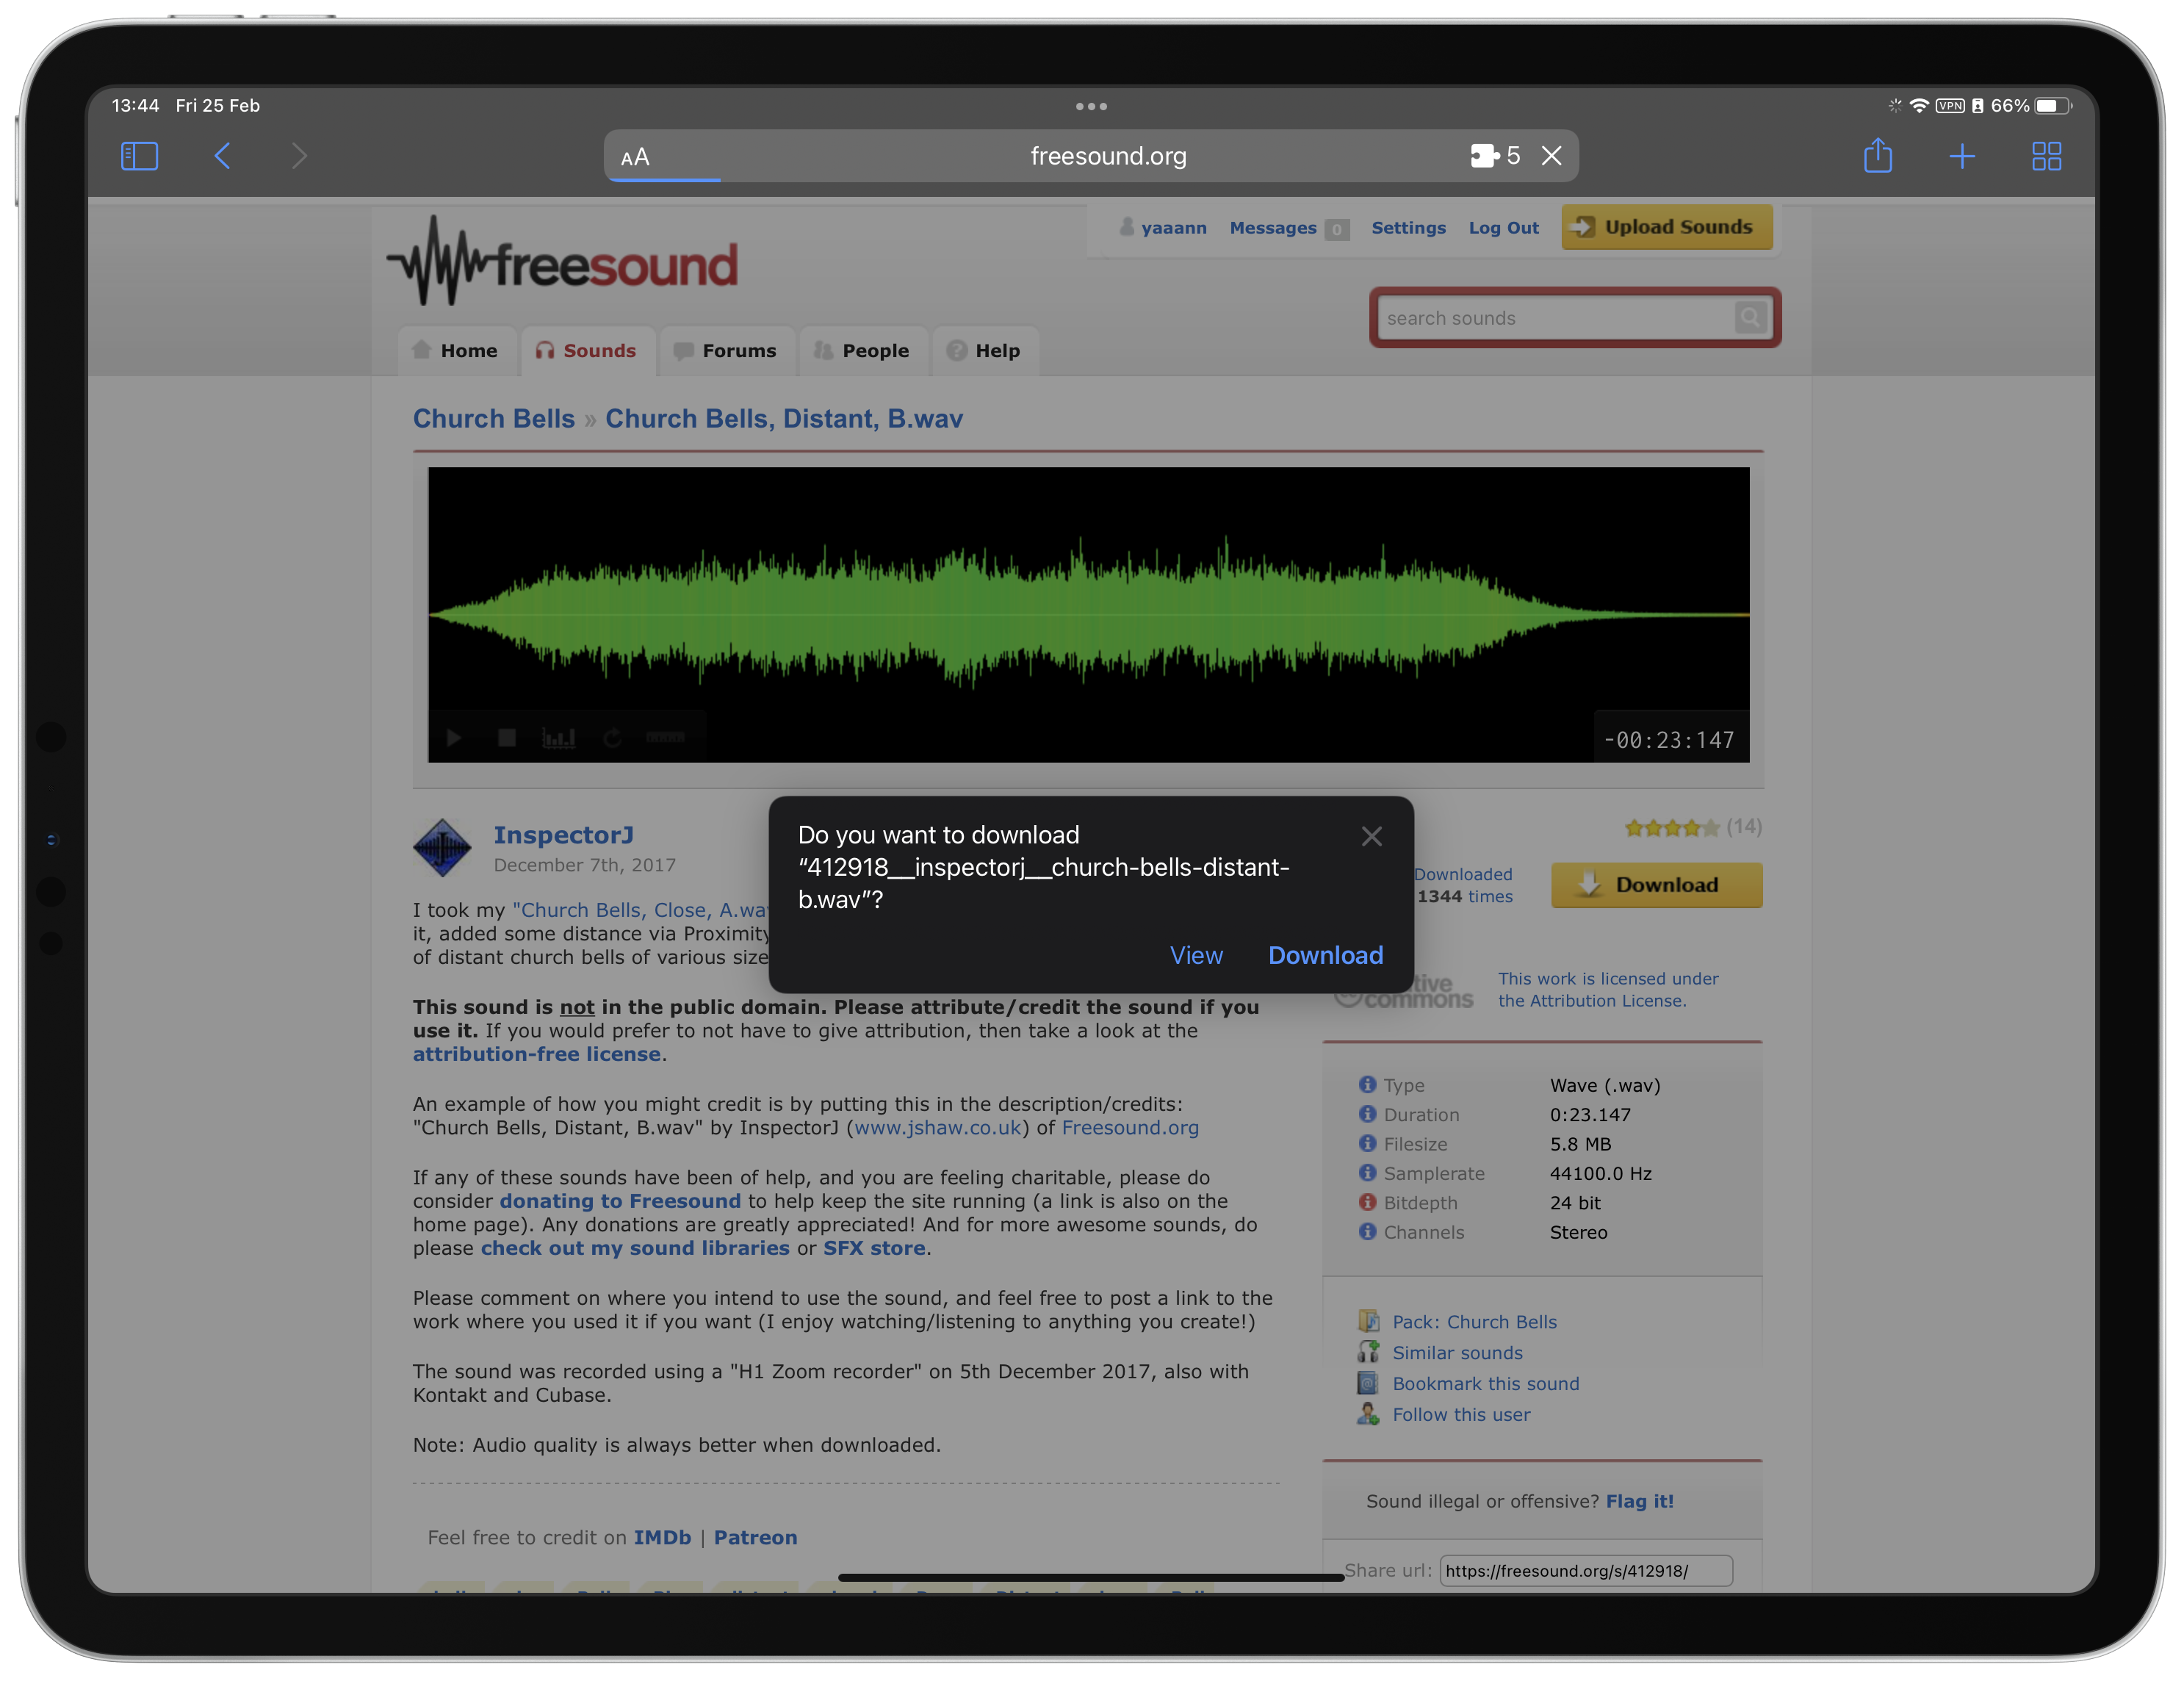 13:44 Fri 25 Feb
VPN 66%
AA freesound.org 5
yaaann Messages 0 Settings Log Out Upload Sounds
freesound
search sounds
Home Sounds Forums People Help
Church Bells » Church Bells, Distant, B.wav
-00:23:147
InspectorJ
December 7th, 2017
(14)
Downloaded
1344 times
Download
Do you want to download
“412918__inspectorj__church-bells-distant-
b.wav”?
View Download
I took my "Church Bells, Close, A.wa
it, added some distance via Proximity
of distant church bells of various size
tive
commons
This work is licensed under
the Attribution License.
This sound is not in the public domain. Please attribute/credit the sound if you
use it. If you would prefer to not have to give attribution, then take a look at the
attribution-free license.
An example of how you might credit is by putting this in the description/credits:
"Church Bells, Distant, B.wav" by InspectorJ (www.jshaw.co.uk) of Freesound.org
If any of these sounds have been of help, and you are feeling charitable, please do
consider donating to Freesound to help keep the site running (a link is also on the
home page). Any donations are greatly appreciated! And for more awesome sounds, do
please check out my sound libraries or SFX store.
Please comment on where you intend to use the sound, and feel free to post a link to the
work where you used it if you want (I enjoy watching/listening to anything you create!)
The sound was recorded using a "H1 Zoom recorder" on 5th December 2017, also with
Kontakt and Cubase.
Note: Audio quality is always better when downloaded.
Feel free to credit on IMDb | Patreon
Type Wave (.wav)
Duration 0:23.147
Filesize 5.8 MB
Samplerate 44100.0 Hz
Bitdepth 24 bit
Channels Stereo
Pack: Church Bells
Similar sounds
Bookmark this sound
Follow this user
Sound illegal or offensive? Flag it!
Share url: https://freesound.org/s/412918/